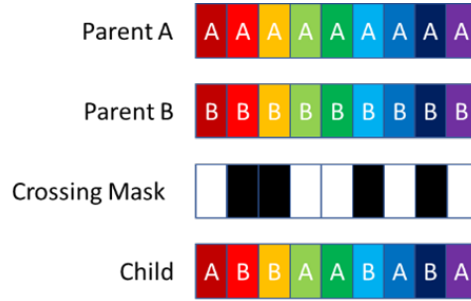 Parent A A A A A A A A A A
Parent B B B B B B B B B B
Crossing Mask
Child A B B A A B A B A